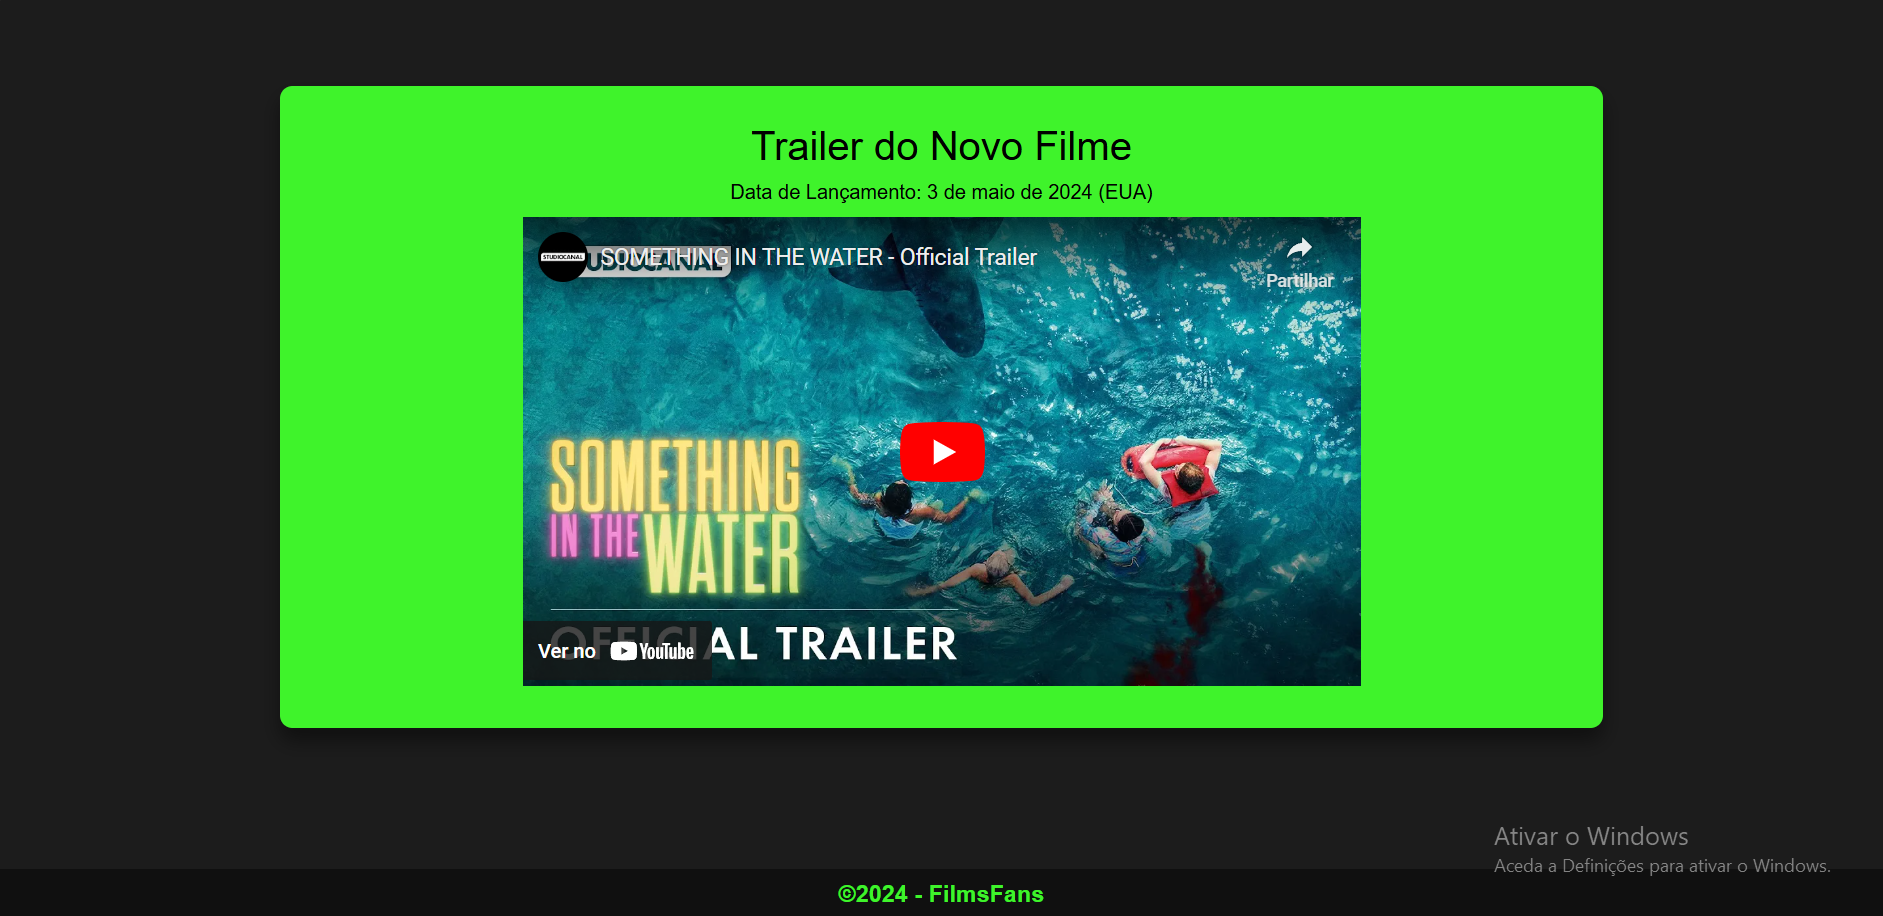 Trailer do Novo Filme
Data de Lançamento: 3 de maio de 2024 (EUA)
STUDIOCANAL
STUDIOCANAL
SOMETHING IN THE WATER - Official Trailer
Partilhar
SOMETHING
IN THE WATER
OFFICIAL TRAILER
Ver no YouTube
Ativar o Windows
Aceda a Definições para ativar o Windows.
©2024 - FilmsFans